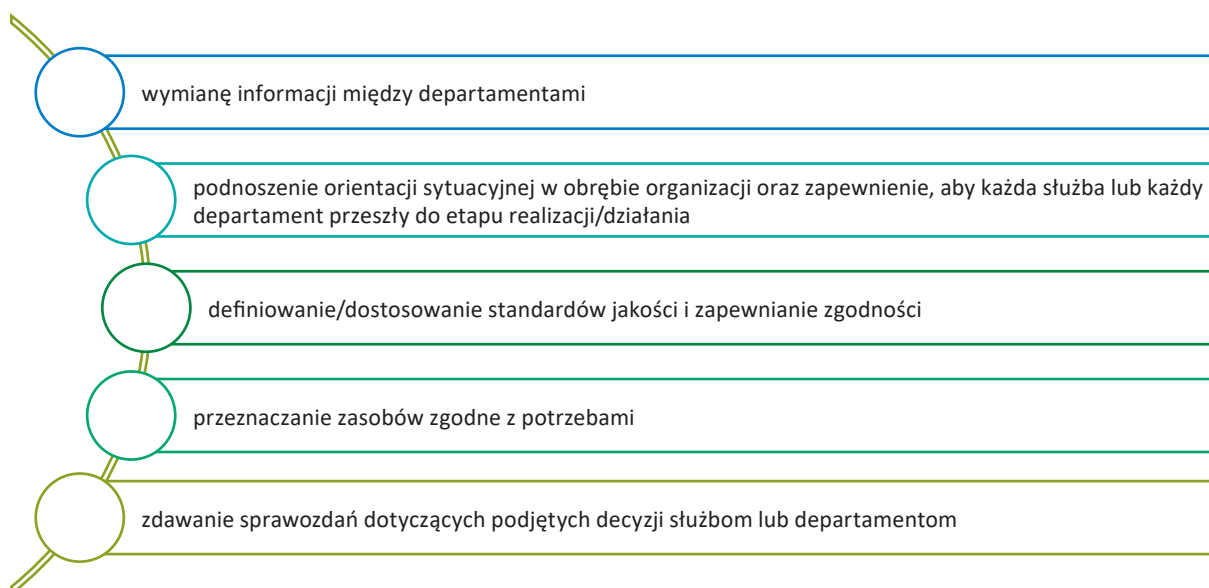 wymianę informacji między departamentami
podnoszenie orientacji sytuacyjnej w obrębie organizacji oraz zapewnienie, aby każda służba lub każdy
departament przeszły do etapu realizacji/działania
definiowanie/dostosowanie standardów jakości i zapewnianie zgodności
przeznaczanie zasobów zgodne z potrzebami
zdawanie sprawozdań dotyczących podjętych decyzji służbom lub departamentom